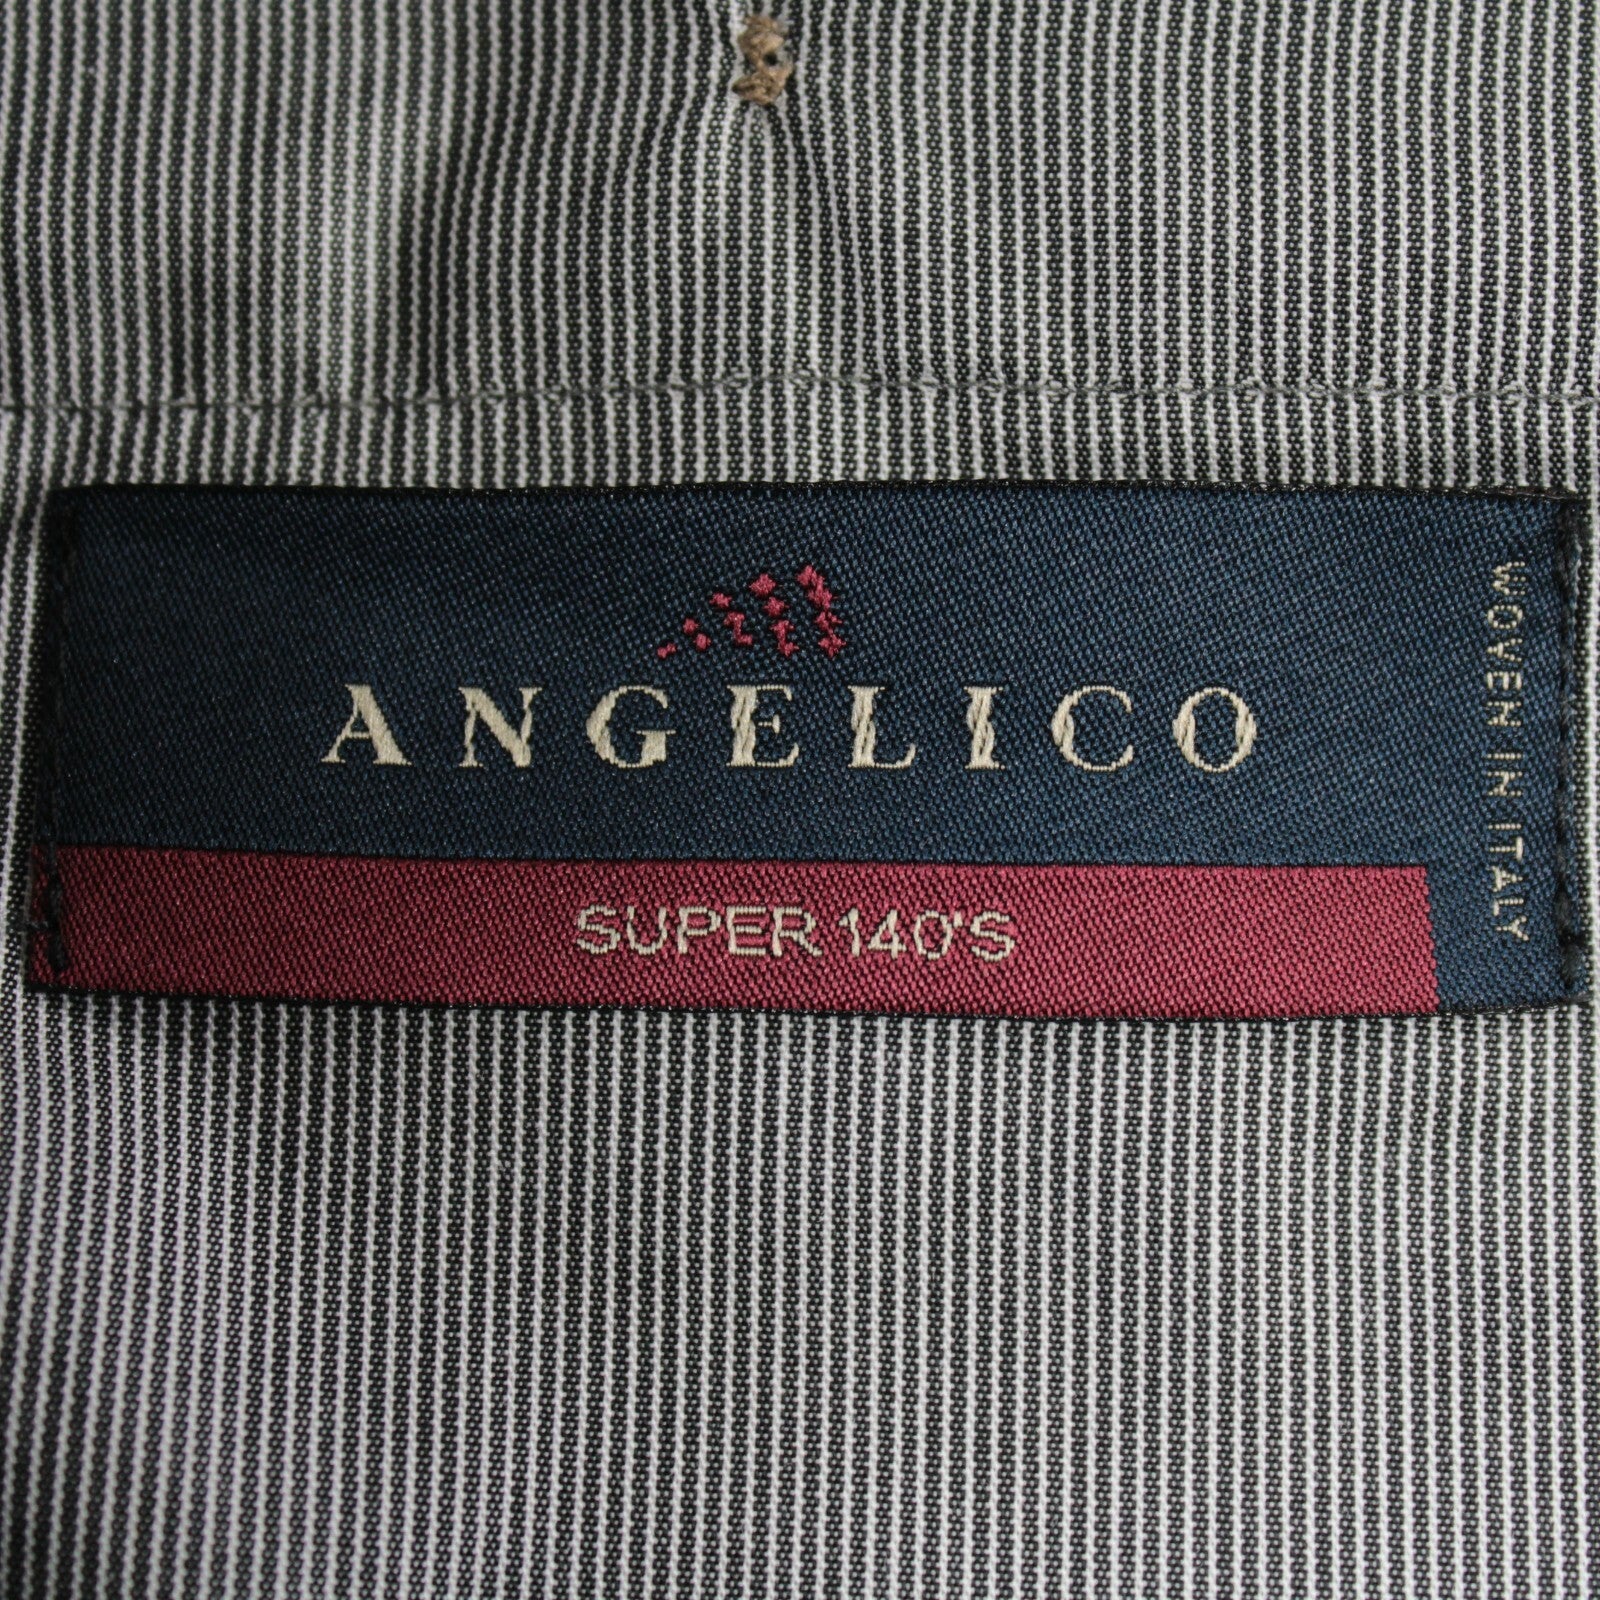 ANGELICO
SUPER 140'S
WOVEN IN ITALY